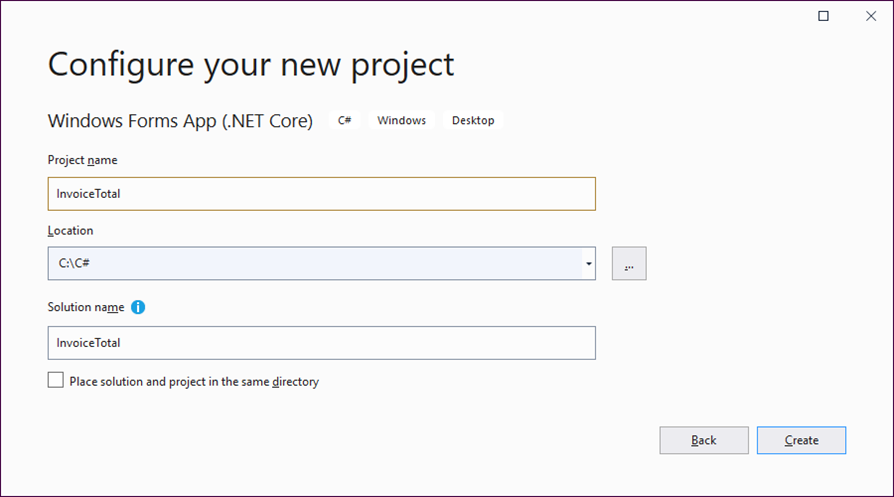 Configure your new project
Windows Forms App (.NET Core) C# Windows Desktop
Project name
InvoiceTotal
Location
C:\C#
...
Solution name
InvoiceTotal
Place solution and project in the same directory
Back Create